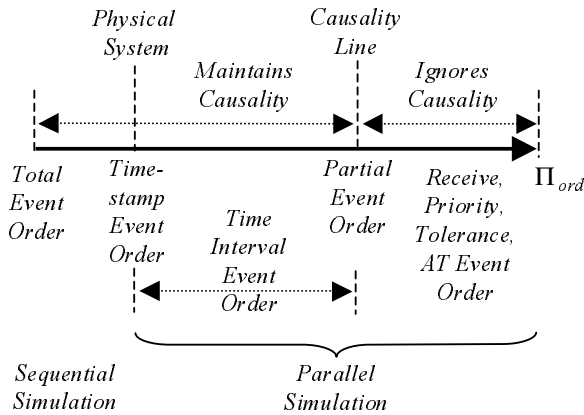 Physical
System
Causality
Line
Maintains
Causality
Ignores
Causality
Total
Event
Order
Time-
stamp
Event
Order
Time
Interval
Event
Order
Partial
Event
Order
Receive,
Priority,
Tolerance,
AT Event
Order
Π ord
Sequential
Simulation
Parallel
Simulation